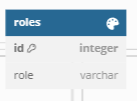 roles
id integer
role varchar